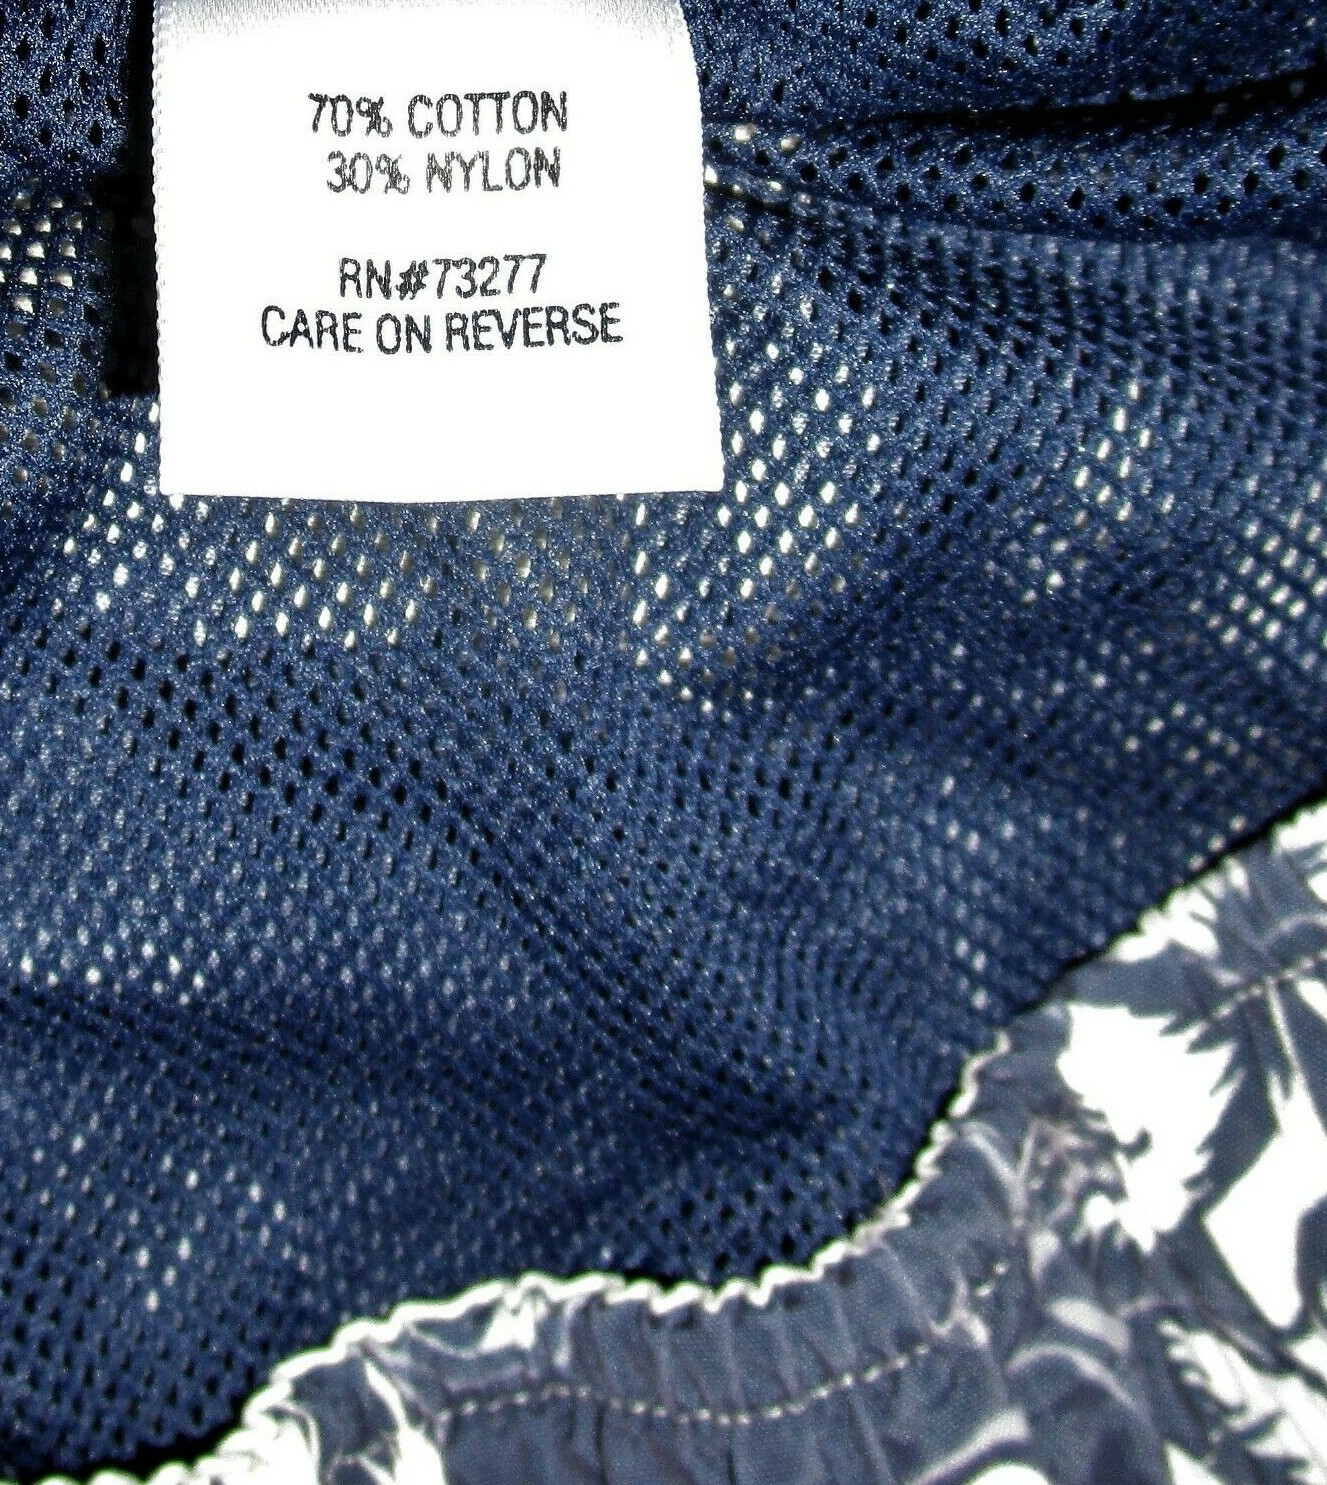 70% COTTON
30% NYLON
RN#73277
CARE ON REVERSE